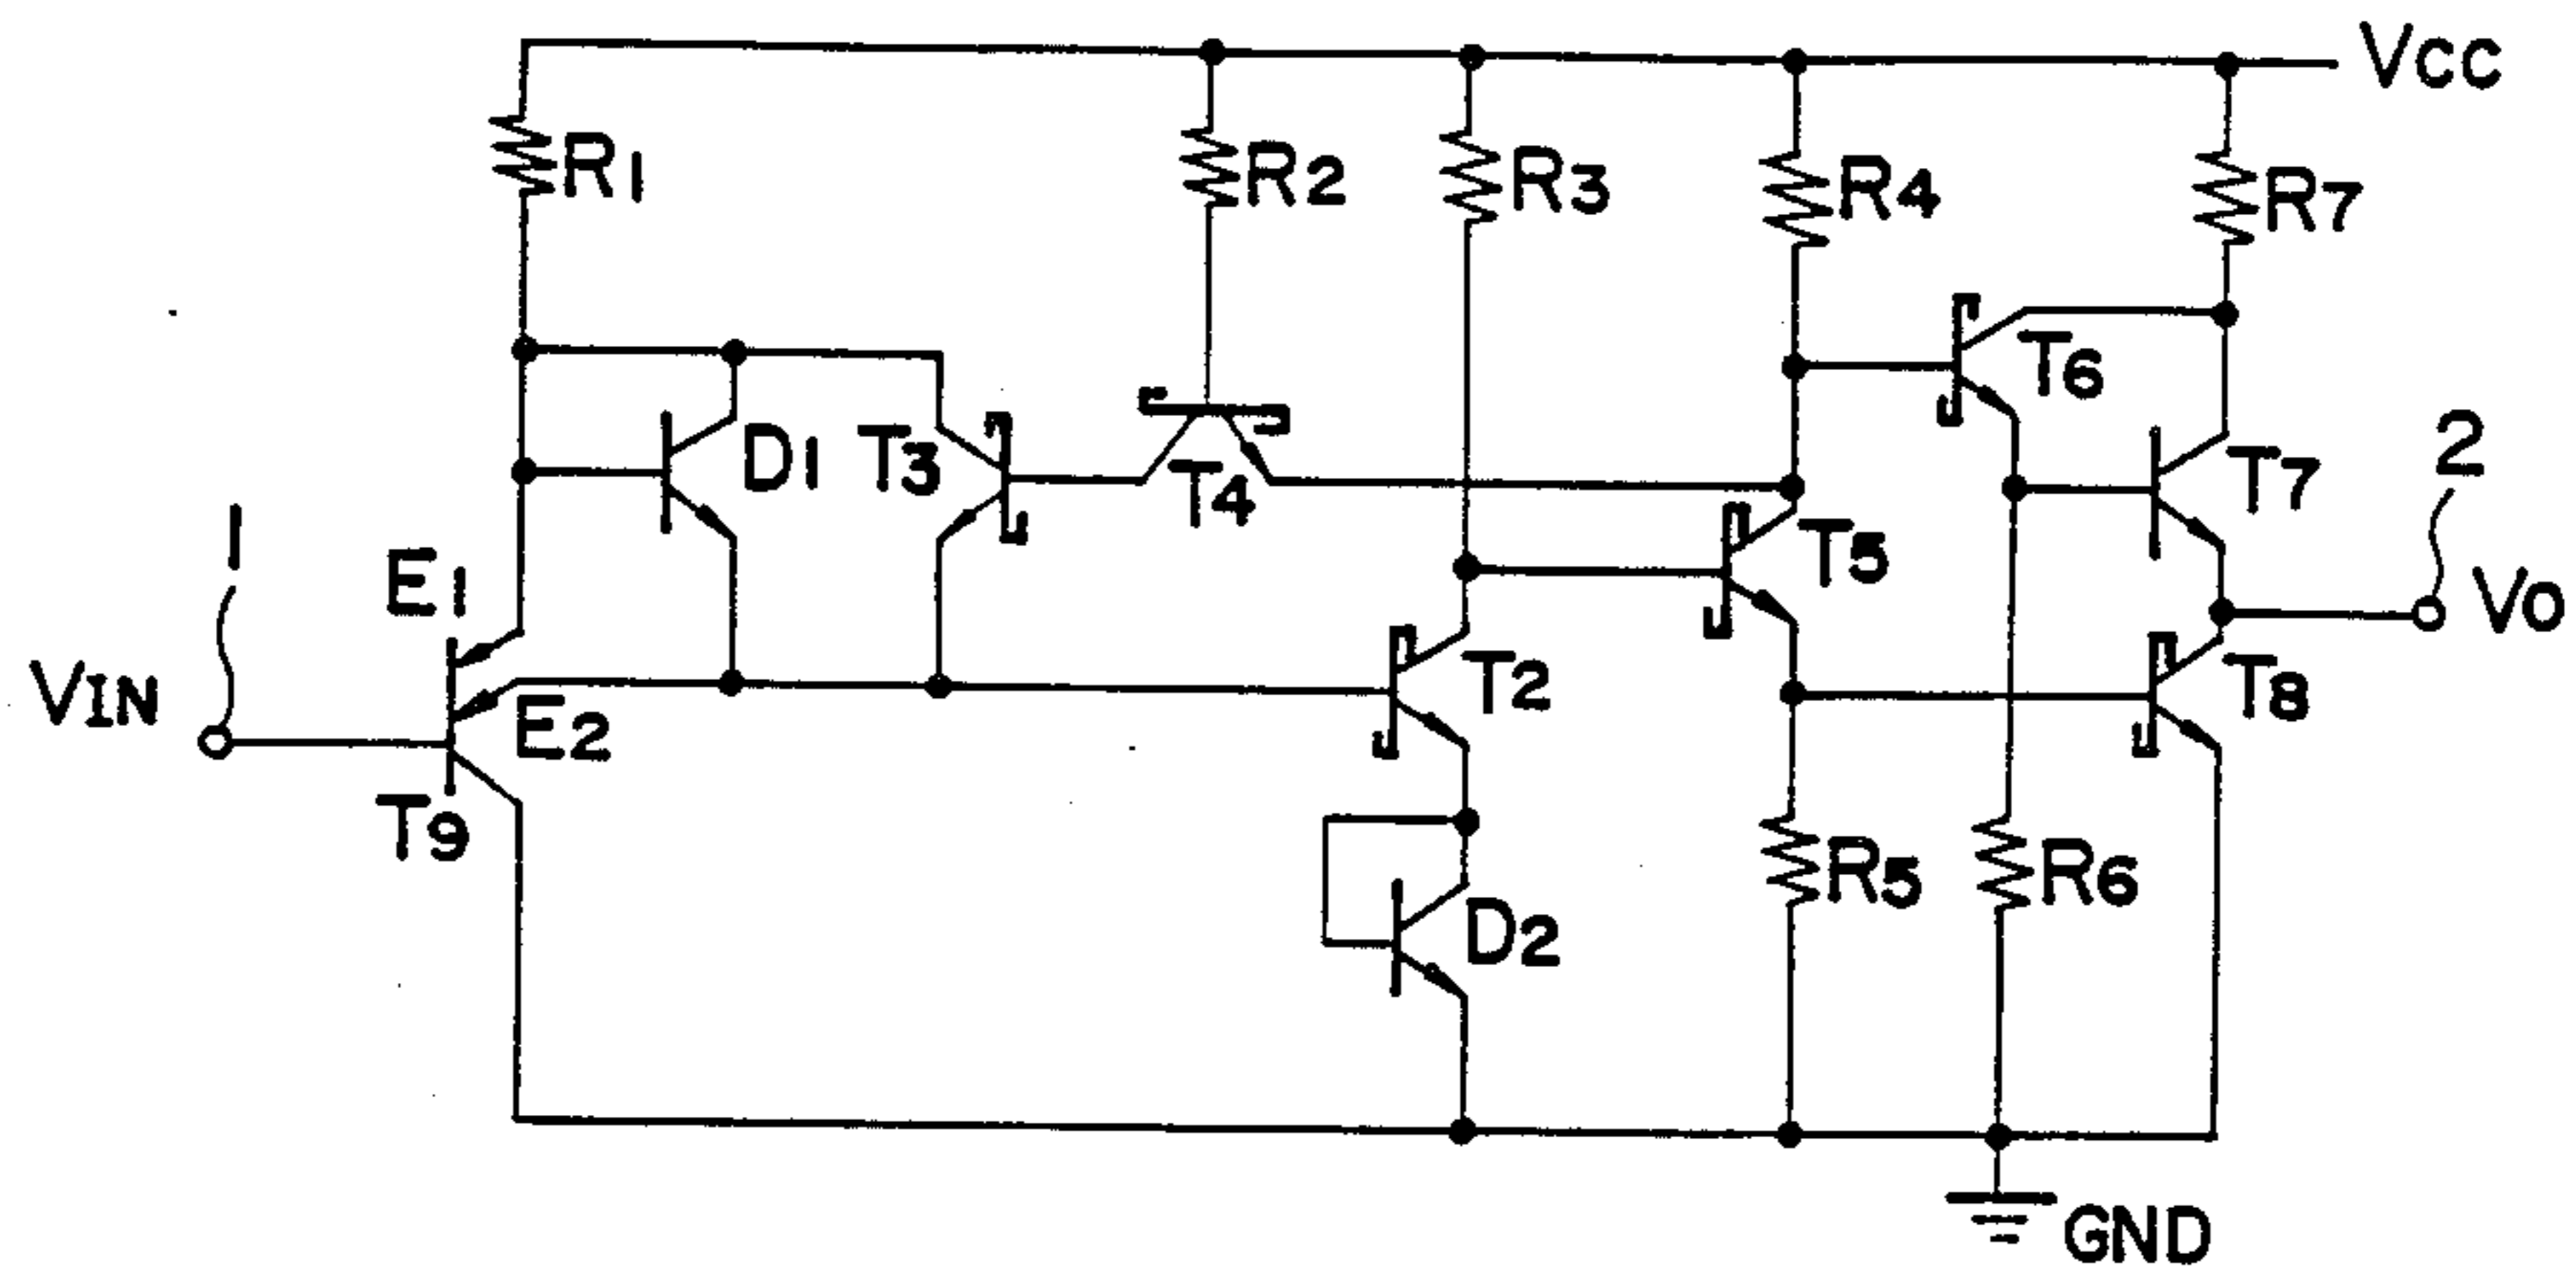 VCC
R1
R2
R3
R4
R7
T6
D1
T3
T4
T7
2
1
E1
T5
VO
VIN
E2
T2
T8
T9
R5
R6
D2
GND